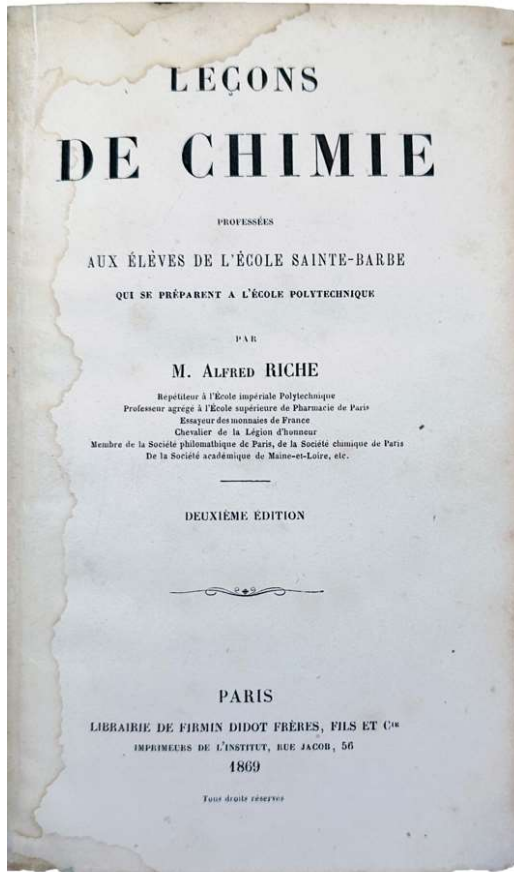 LEÇONS
DE CHIMIE
PROFESSÉES
AUX ÉLÈVES DE L'ÉCOLE SAINTE-BARBE
QUI SE PRÉPARENT A L'ÉCOLE POLYTECHNIQUE
PAR
M. ALFRED RICHE
Répétiteur à l'École impériale Polytechnique
Professeur agrégé à l'École supérieure de Pharmacie de Paris
Essayeur des monnaies de France
Chevalier de la Légion d'honneur
Membre de la Société philomathique de Paris, de la Société chimique de Paris
De la Société académique de Maine-et-Loire, etc.
DEUXIÈME ÉDITION
PARIS
LIBRAIRIE DE FIRMIN DIDOT FRÈRES, FILS ET Cie
IMPRIMEURS DE L'INSTITUT, RUE JACOB, 56
1869
Tous droits réservés